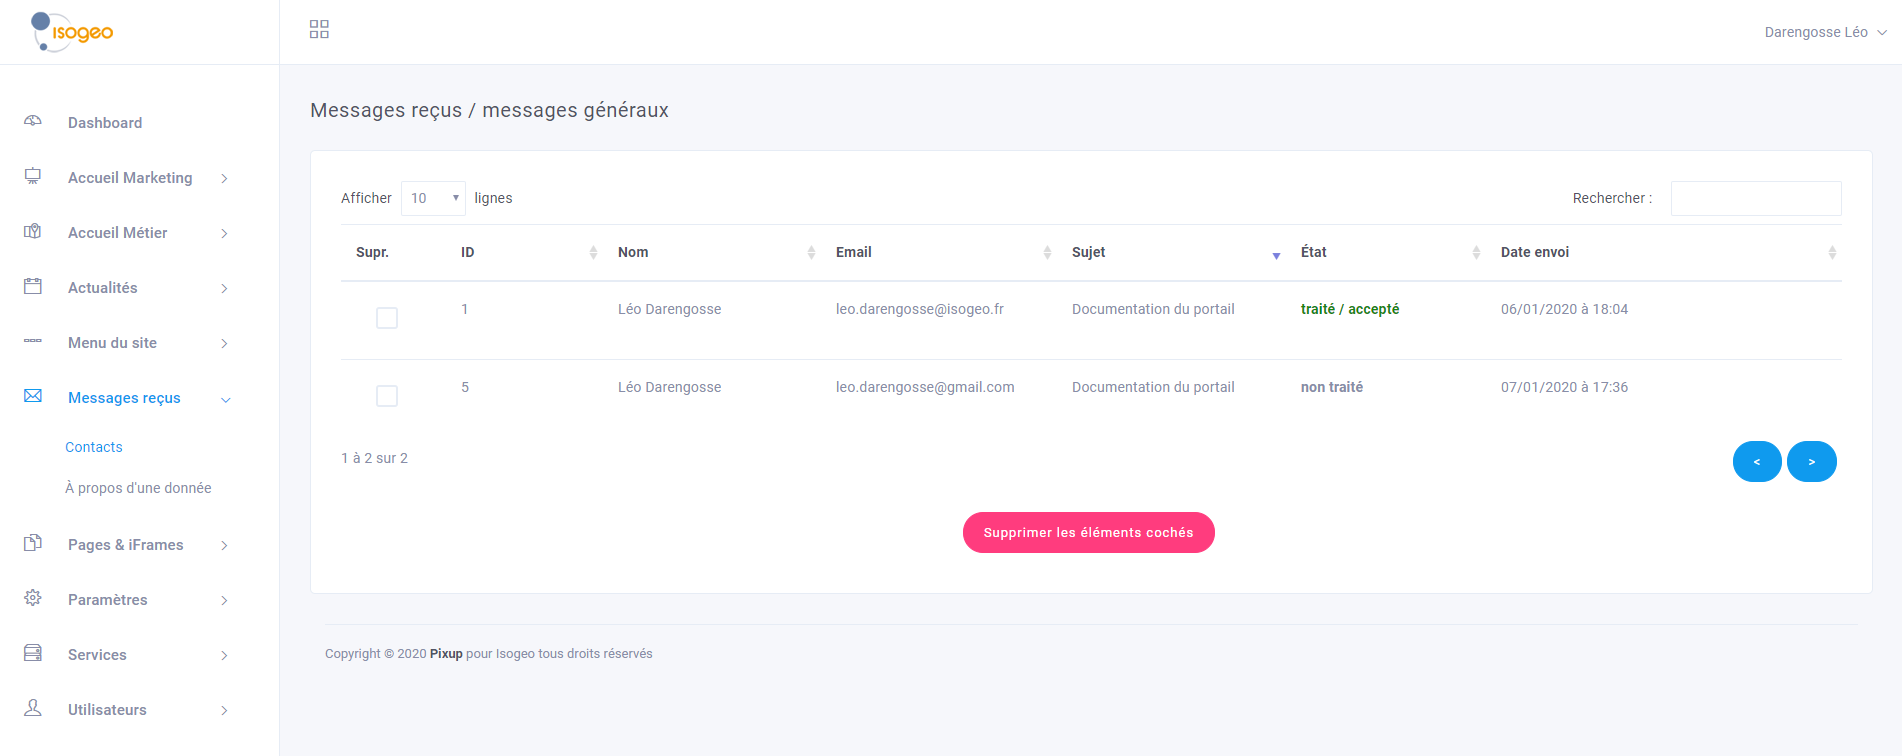 isogeo
Darengosse Léo
Dashboard
Accueil Marketing
Accueil Métier
Actualités
Menu du site
Messages reçus
Contacts
À propos d'une donnée
Pages & iFrames
Paramètres
Services
Utilisateurs
Messages reçus / messages généraux
Afficher 10 lignes
Rechercher :
Supr. ID Nom Email Sujet État Date envoi
1 Léo Darengosse leo.darengosse@isogeo.fr Documentation du portail traité / accepté 06/01/2020 à 18:04
5 Léo Darengosse leo.darengosse@gmail.com Documentation du portail non traité 07/01/2020 à 17:36
1 à 2 sur 2
< >
Supprimer les éléments cochés
Copyright © 2020 Pixup pour Isogeo tous droits réservés